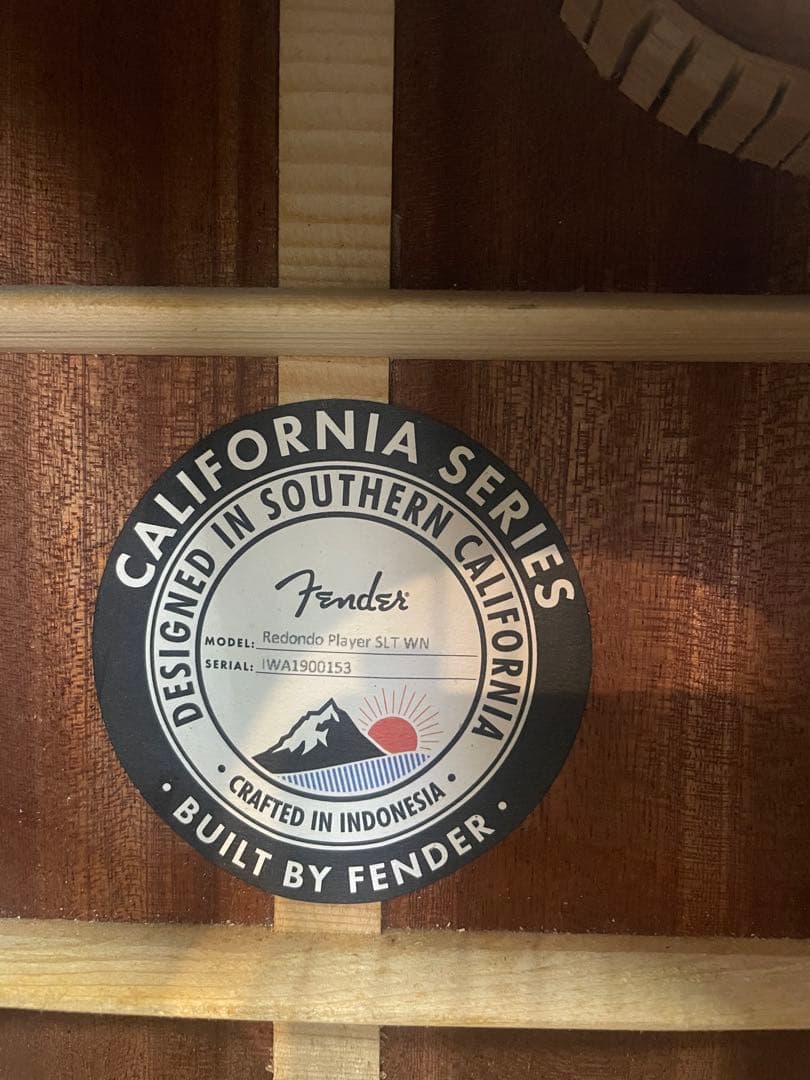 CALIFORNIA SERIES
DESIGNED IN SOUTHERN CALIFORNIA
Fender
MODEL: Redondo Player SLT WN
SERIAL: IWA1900153
• CRAFTED IN INDONESIA •
• BUILT BY FENDER •